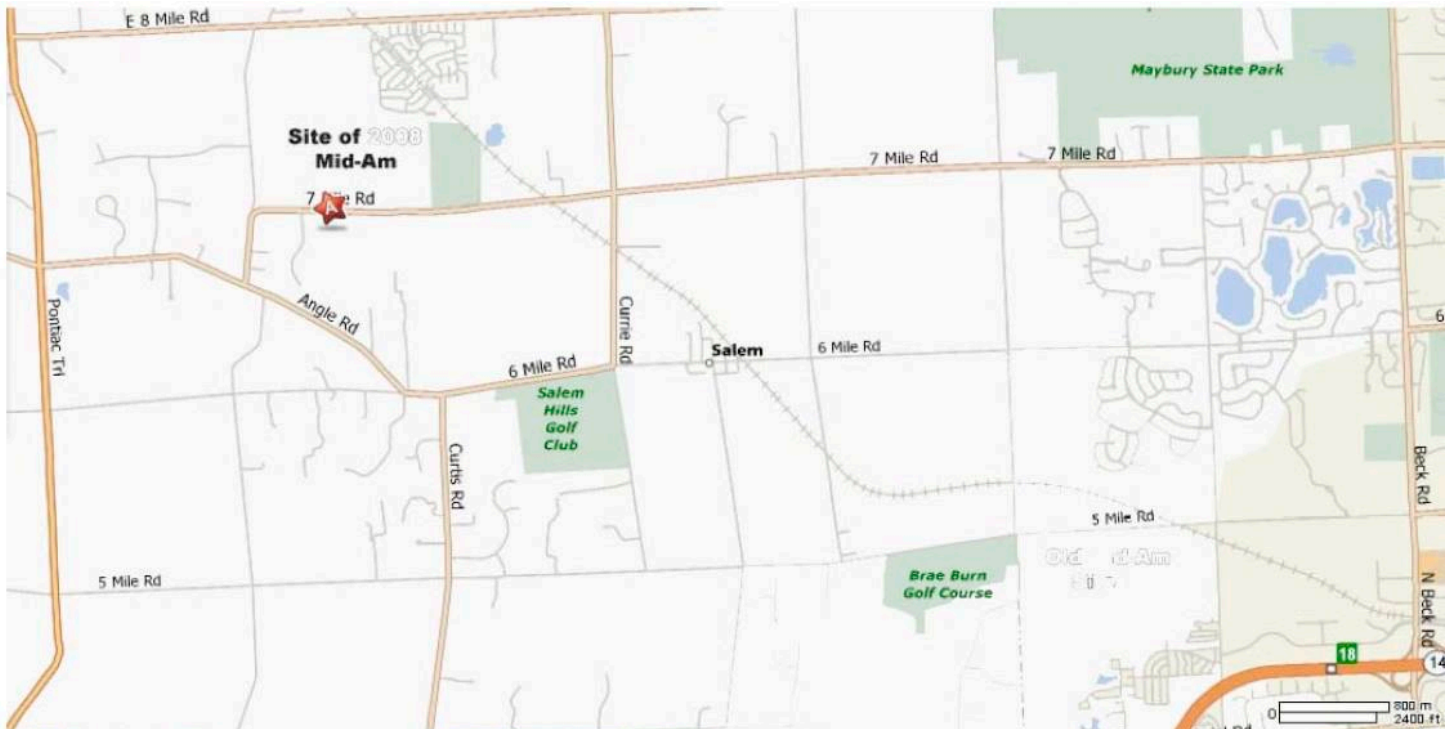 E 8 Mile Rd
Maybury State Park
Site of 2008
Mid-Am
7 Mile Rd
7 Mile Rd
7 Mile Rd
A
Pontiac Trl
Angle Rd
Currie Rd
6 Mile Rd
Salem
6 Mile Rd
6
Salem
Hills
Golf
Club
Curtis Rd
Beck Rd
5 Mile Rd
5 Mile Rd
Brae Burn
Golf Course
N Beck Rd
18
14
0
800 m
2400 ft